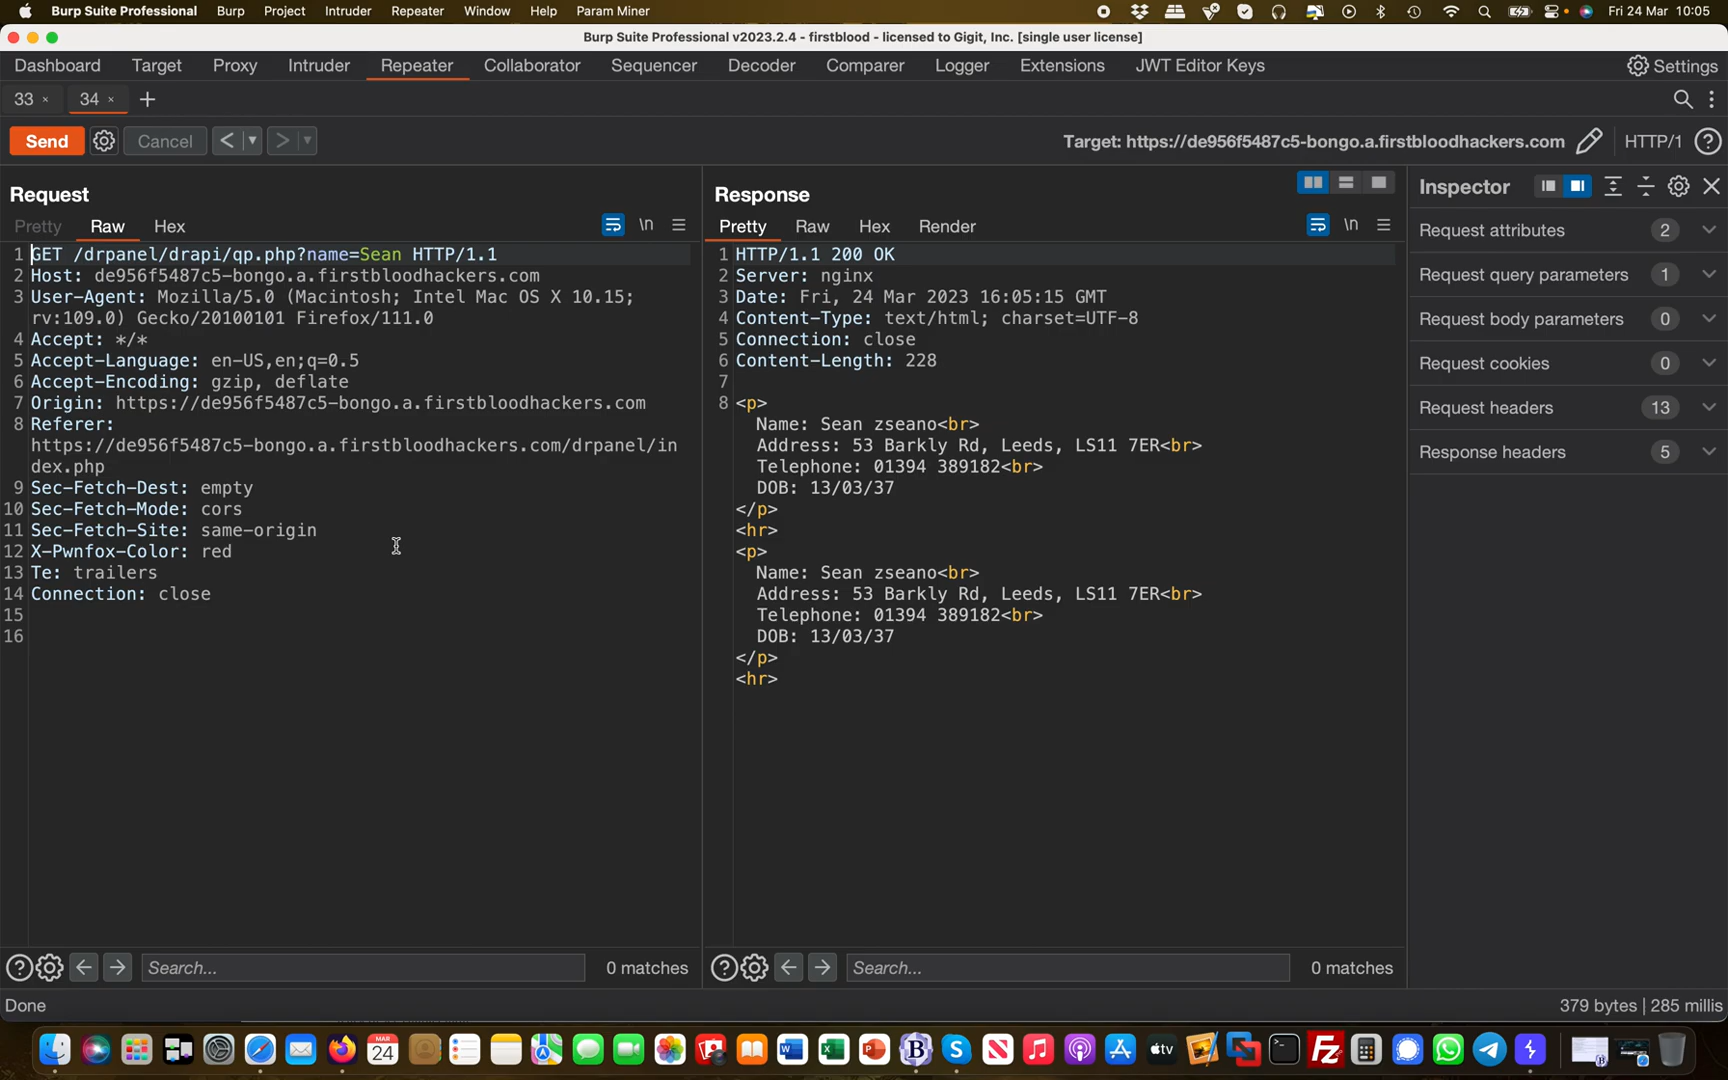 Burp Suite Professional Burp Project Intruder Repeater Window Help Param Miner Fri 24 Mar 10:05
Burp Suite Professional v2023.2.4 - firstblood - licensed to Gigit, Inc. [single user license]
Dashboard Target Proxy Intruder Repeater Collaborator Sequencer Decoder Comparer Logger Extensions JWT Editor Keys Settings
33 × 34 × +
Send Cancel < > Target: https://de956f5487c5-bongo.a.firstbloodhackers.com HTTP/1 ?
Request
Pretty Raw Hex \n
1 GET /drpanel/drapi/qp.php?name=Sean HTTP/1.1
2 Host: de956f5487c5-bongo.a.firstbloodhackers.com
3 User-Agent: Mozilla/5.0 (Macintosh; Intel Mac OS X 10.15;
rv:109.0) Gecko/20100101 Firefox/111.0
4 Accept: */*
5 Accept-Language: en-US,en;q=0.5
6 Accept-Encoding: gzip, deflate
7 Origin: https://de956f5487c5-bongo.a.firstbloodhackers.com
8 Referer:
https://de956f5487c5-bongo.a.firstbloodhackers.com/drpanel/in
dex.php
9 Sec-Fetch-Dest: empty
10 Sec-Fetch-Mode: cors
11 Sec-Fetch-Site: same-origin
12 X-Pwnfox-Color: red
13 Te: trailers
14 Connection: close
15
16
Search... 0 matches
Response
Pretty Raw Hex Render \n
1 HTTP/1.1 200 OK
2 Server: nginx
3 Date: Fri, 24 Mar 2023 16:05:15 GMT
4 Content-Type: text/html; charset=UTF-8
5 Connection: close
6 Content-Length: 228
7
8 <p>
Name: Sean zseano<br>
Address: 53 Barkly Rd, Leeds, LS11 7ER<br>
Telephone: 01394 389182<br>
DOB: 13/03/37
</p>
<hr>
<p>
Name: Sean zseano<br>
Address: 53 Barkly Rd, Leeds, LS11 7ER<br>
Telephone: 01394 389182<br>
DOB: 13/03/37
</p>
<hr>
Search... 0 matches
Inspector
Request attributes 2
Request query parameters 1
Request body parameters 0
Request cookies 0
Request headers 13
Response headers 5
Done 379 bytes | 285 millis
MAR
24
tv